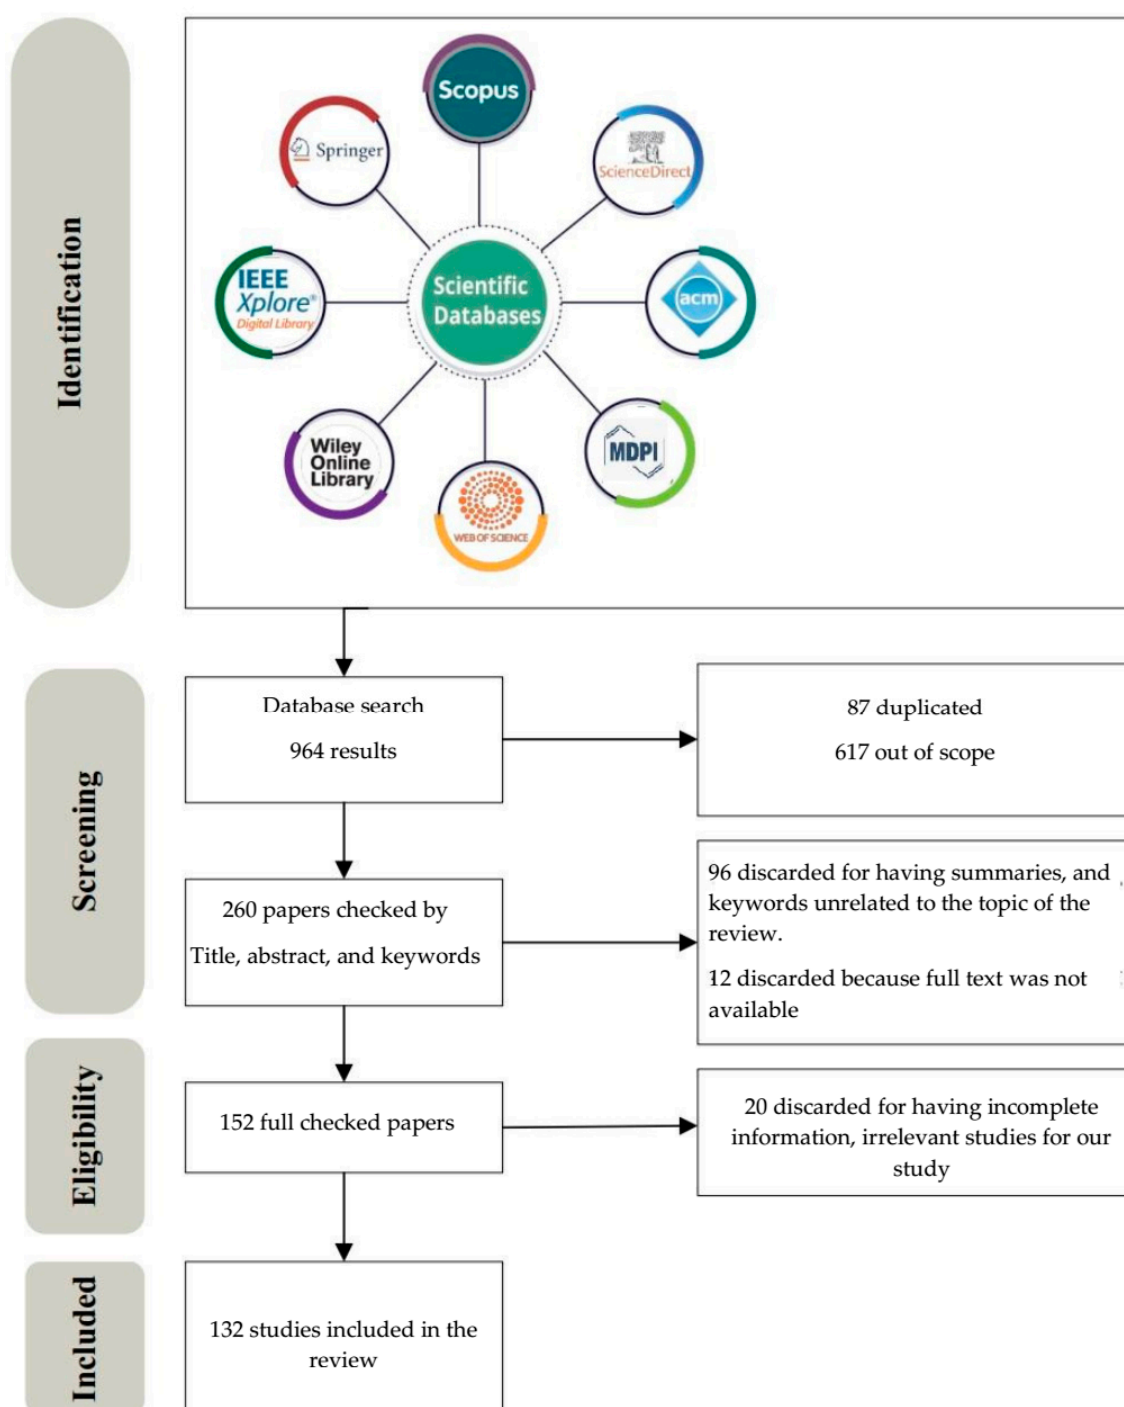 Identification
Scopus
Springer
ScienceDirect
IEEE
Xplore®
Digital Library
Scientific
Databases
acm
Wiley
Online
Library
MDPI
WEB OF SCIENCE
Screening
Database search
964 results
87 duplicated
617 out of scope
260 papers checked by
Title, abstract, and keywords
96 discarded for having summaries, and
keywords unrelated to the topic of the
review.
12 discarded because full text was not
available
Eligibility
152 full checked papers
20 discarded for having incomplete
information, irrelevant studies for our
study
Included
132 studies included in the
review